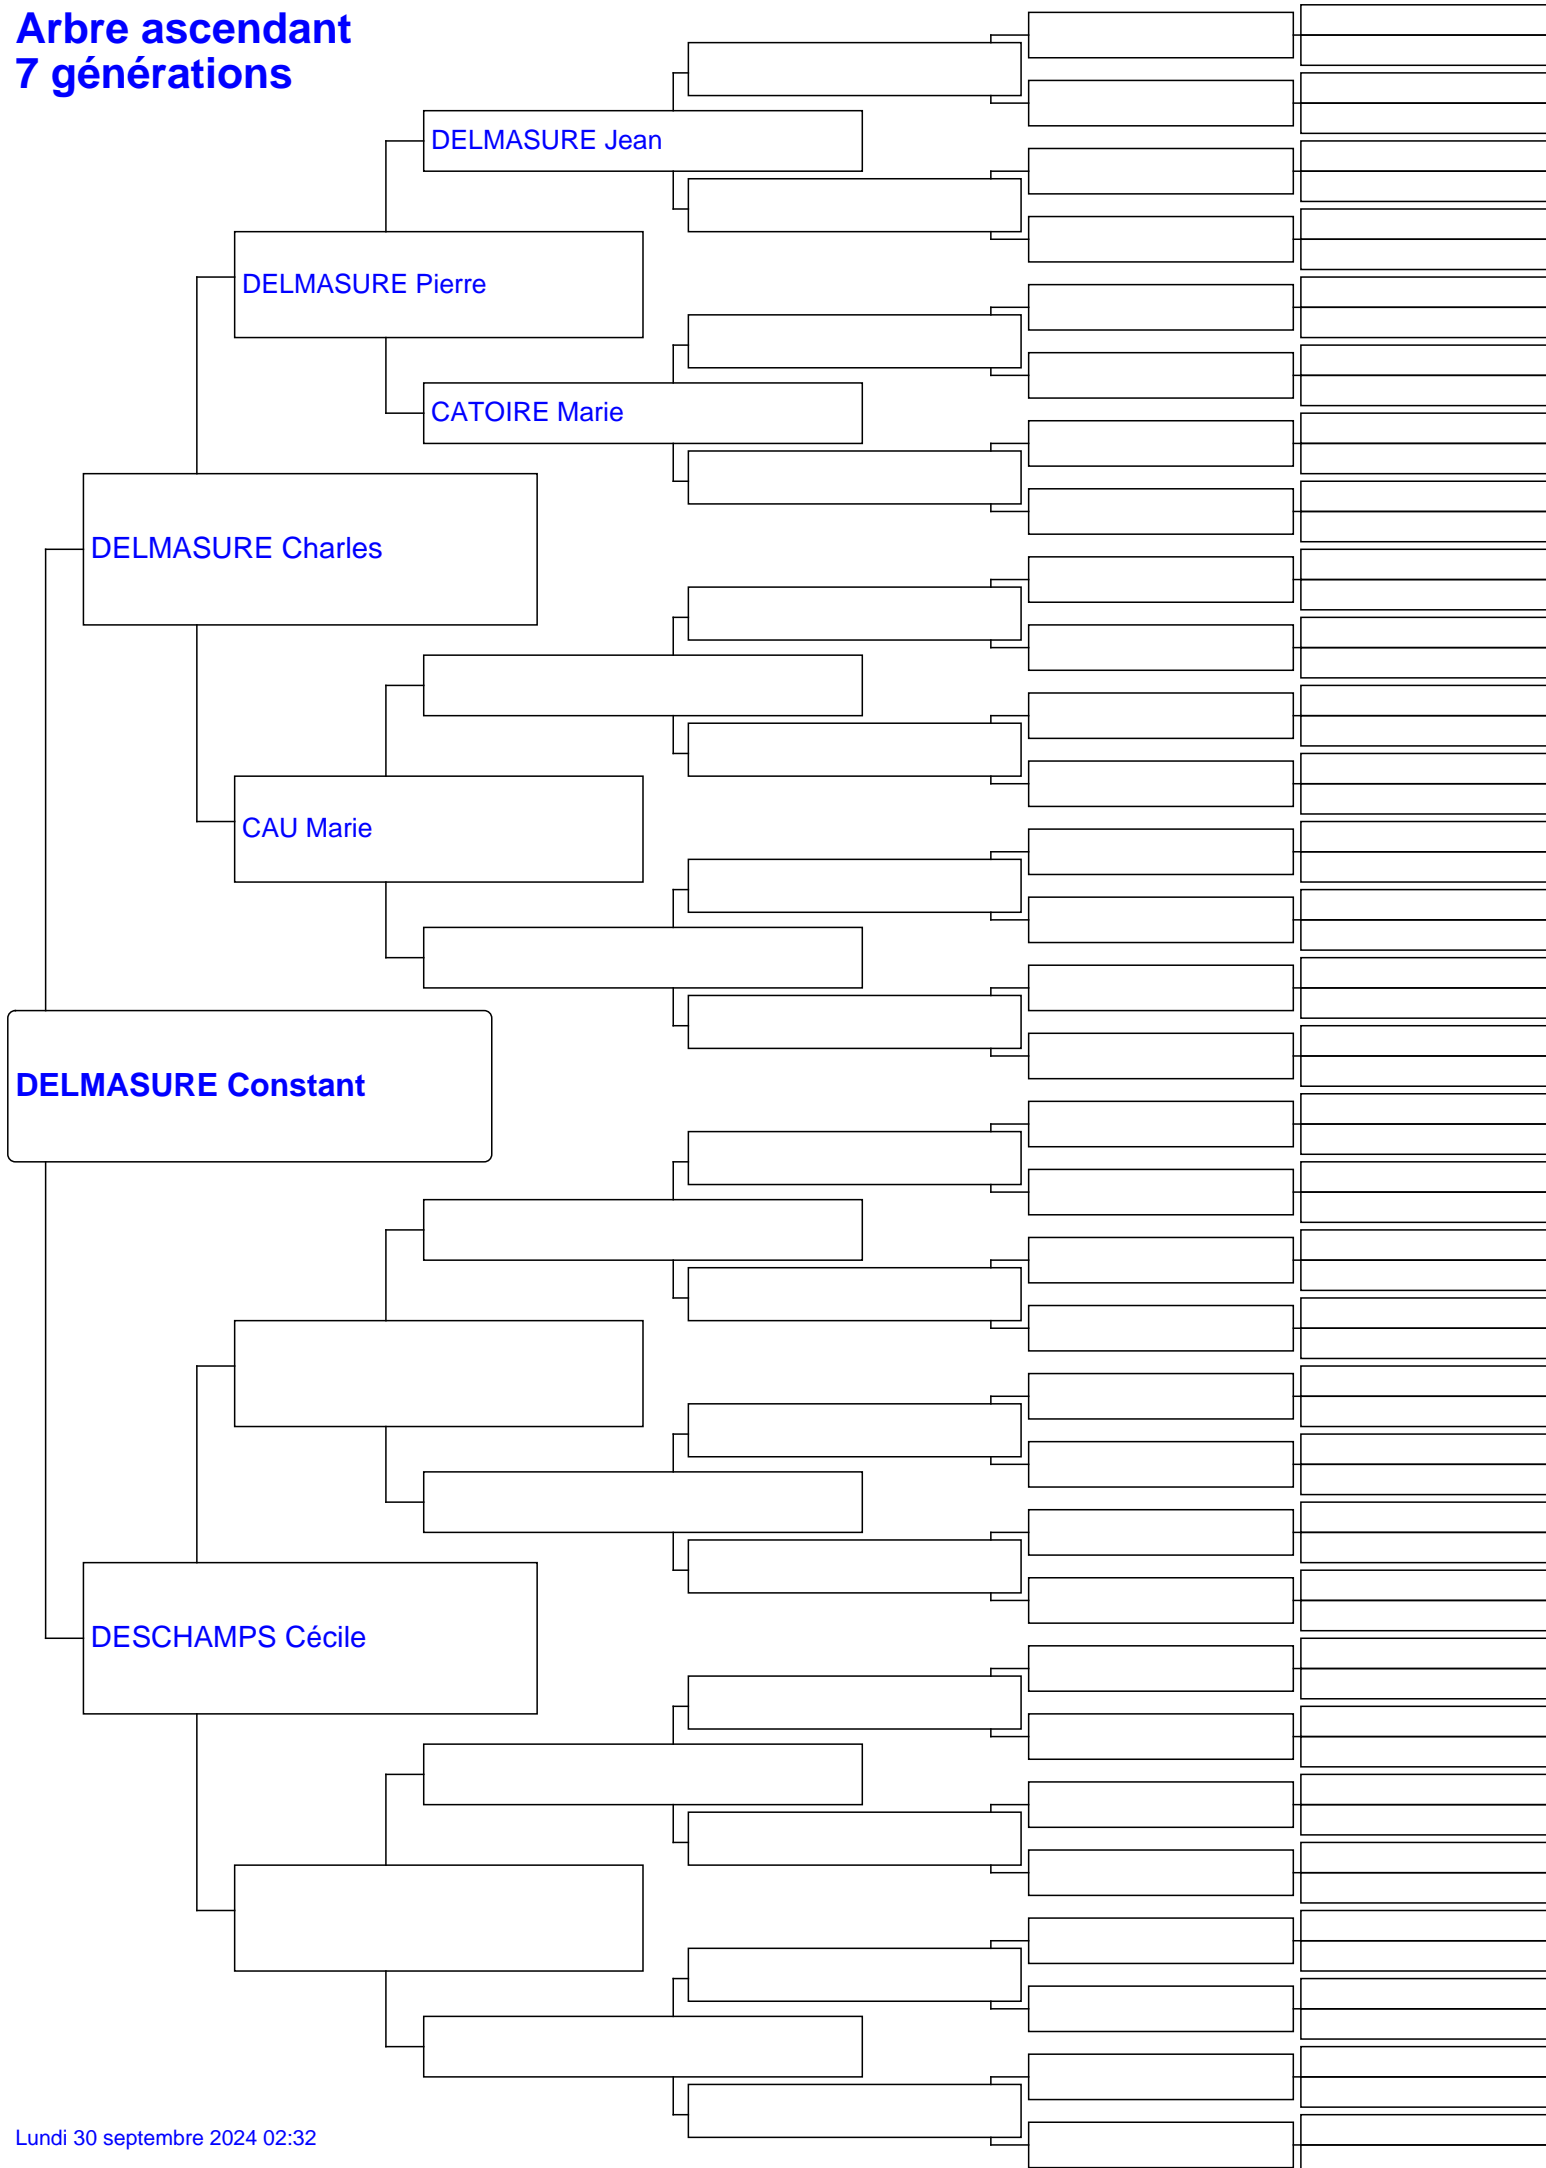 Arbre ascendant
7 générations
DELMASURE Jean
DELMASURE Pierre
CATOIRE Marie
DELMASURE Charles
CAU Marie
DELMASURE Constant
DESCHAMPS Cécile
Lundi 30 septembre 2024 02:32